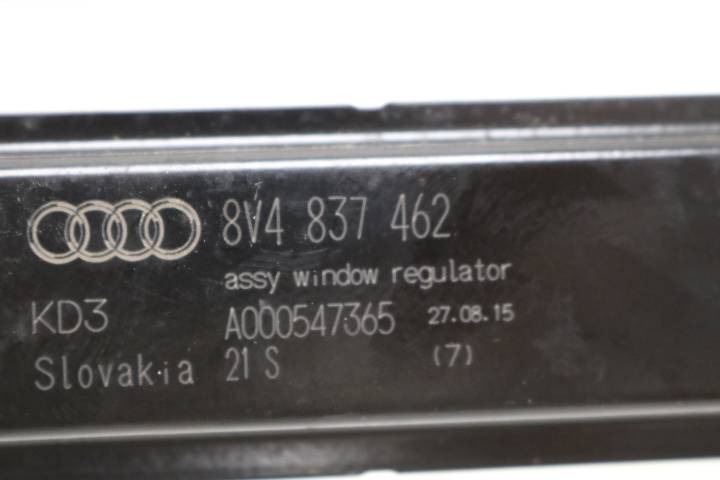 8V4 837 462
assy window regulator
KD3 A000547365 27.08.15
Slovakia 21 S (7)